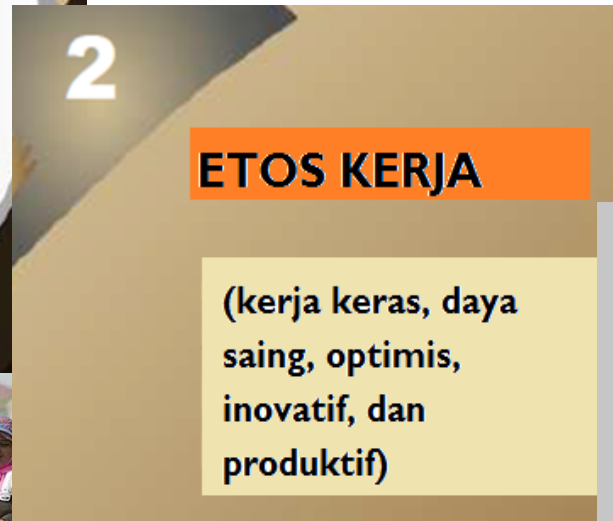 2
ETOS KERJA
(kerja keras, daya
saing, optimis,
inovatif, dan
produktif)